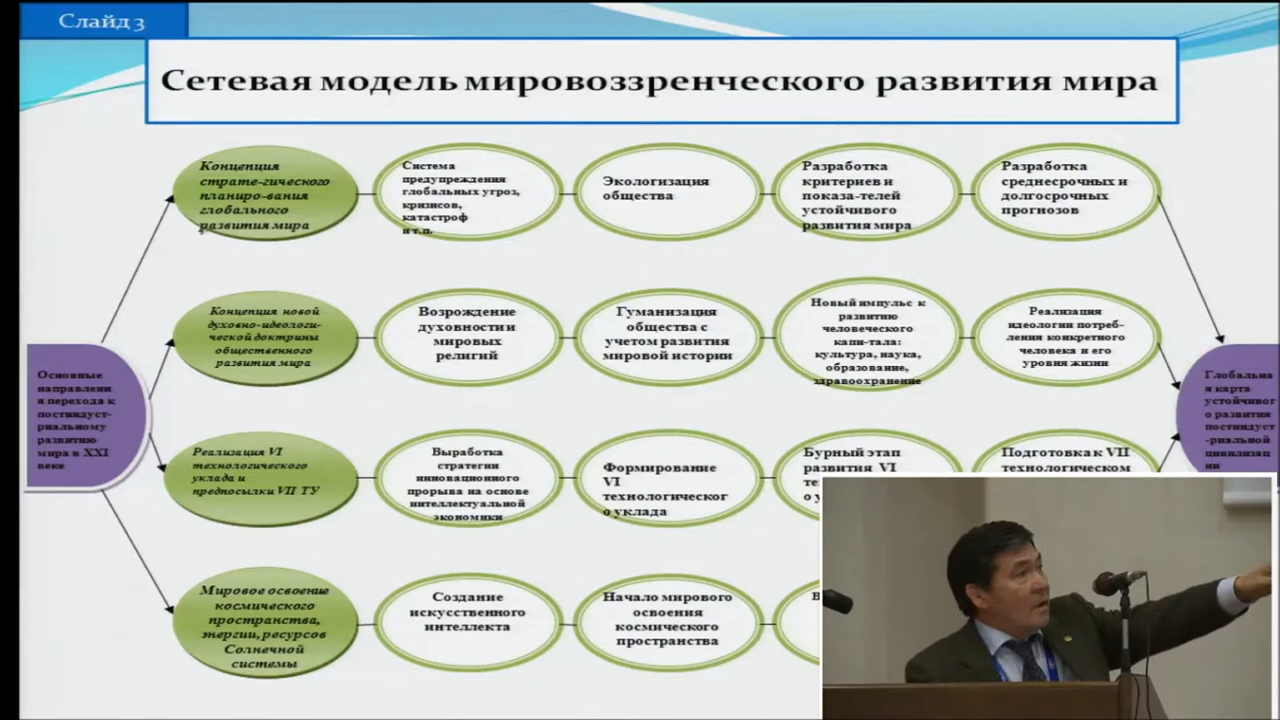 Слайд 3
Сетевая модель мировоззренческого развития мира
Концепция
страте-гического
планиро-вания
глобального
развития мира
Система
предупреждения
глобальных угроз,
кризисов,
катастроф
и т.п.
Экологизация
общества
Разработка
критериев и
показа-телей
устойчивого
развития мира
Разработка
среднесрочных и
долгосрочных
прогнозов
Концепция новой
духовно-идеологи-
ческой доктрины
общественного
развития мира
Возрождение
духовности и
мировых
религий
Гуманизация
общества с
учетом развития
мировой истории
Новый импульс к
развитию
человеческого
капи-тала:
культура, наука,
образование,
здравоохранение
Реализация
идеологии потреб-
ления конкретного
человека и его
уровня жизни
Основные
направлени
я перехода к
постиндуст-
риальному
развитию
мира в XXI
веке
Глобальна
я карта
устойчивог
о развития
постиндуст
-риальной
цивилизац
ии
Реализация VI
технологического
уклада и
предпосылки VII ТУ
Выработка
стратегии
инновационного
прорыва на основе
интеллектуальной
экономики
Формирование
VI
технологическог
о уклада
Бурный этап
развития VI
те
о у
Подготовка к VII
технологическом
Мировое освоение
космического
пространства,
энергии, ресурсов
Солнечной
системы
Создание
искусственного
интеллекта
Начало мирового
освоения
космического
пространства
В